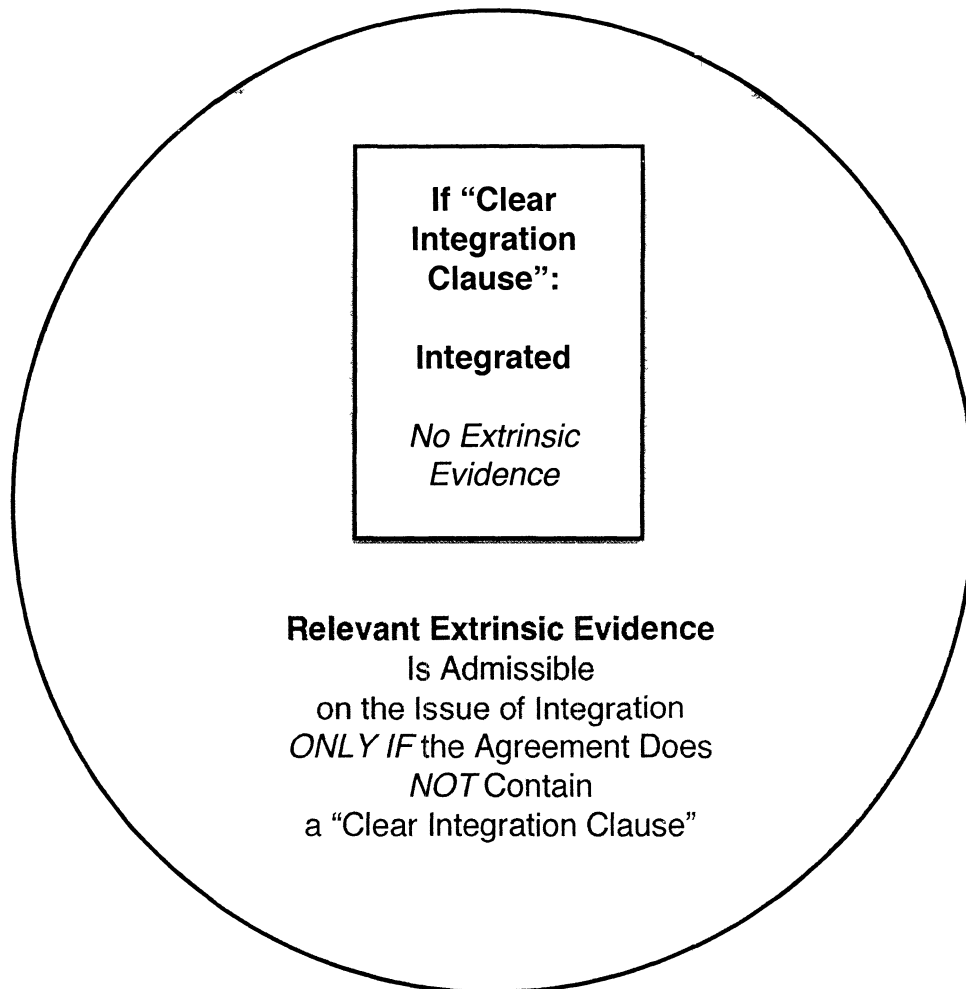 If “Clear
Integration
Clause”:
Integrated
No Extrinsic
Evidence
Relevant Extrinsic Evidence
Is Admissible
on the Issue of Integration
ONLY IF the Agreement Does
NOT Contain
a “Clear Integration Clause”